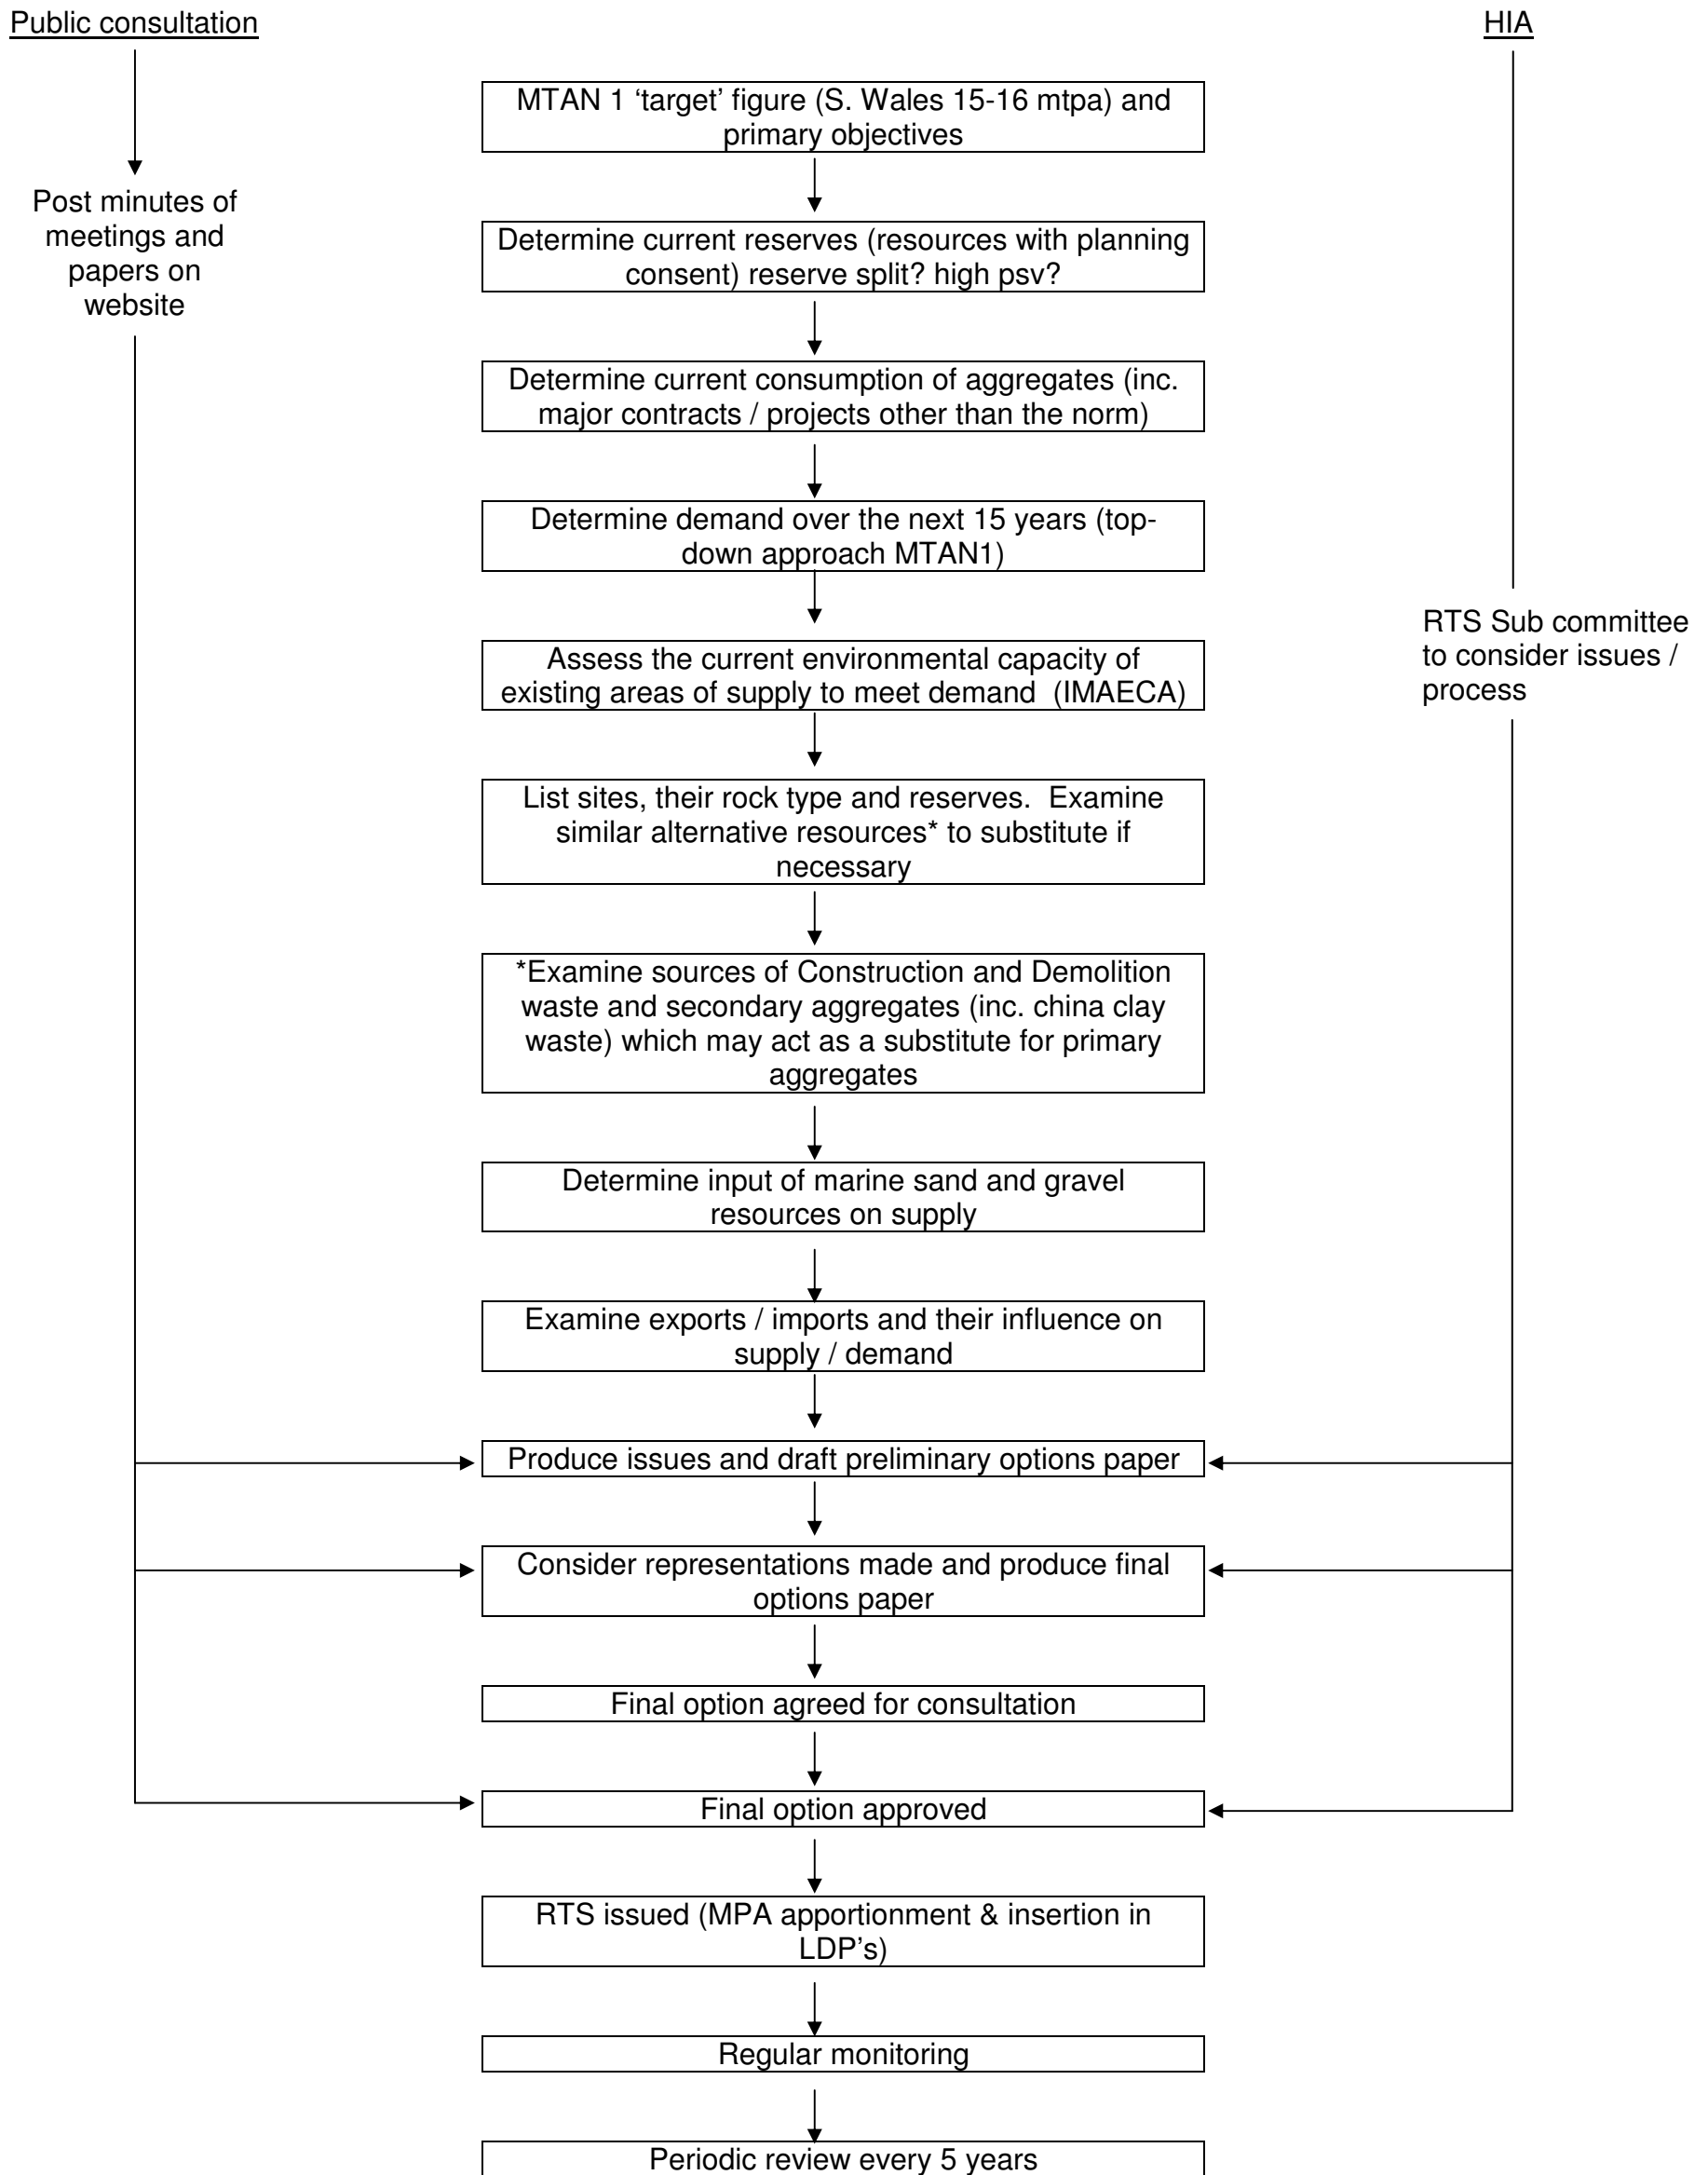 Public consultation
HIA
MTAN 1 ‘target’ figure (S. Wales 15-16 mtpa) and
primary objectives
Post minutes of
meetings and
papers on
website
Determine current reserves (resources with planning
consent) reserve split? high psv?
Determine current consumption of aggregates (inc.
major contracts / projects other than the norm)
Determine demand over the next 15 years (top-
down approach MTAN1)
RTS Sub committee
to consider issues /
process
Assess the current environmental capacity of
existing areas of supply to meet demand (IMAECA)
List sites, their rock type and reserves. Examine
similar alternative resources* to substitute if
necessary
*Examine sources of Construction and Demolition
waste and secondary aggregates (inc. china clay
waste) which may act as a substitute for primary
aggregates
Determine input of marine sand and gravel
resources on supply
Examine exports / imports and their influence on
supply / demand
Produce issues and draft preliminary options paper
Consider representations made and produce final
options paper
Final option agreed for consultation
Final option approved
RTS issued (MPA apportionment & insertion in
LDP's)
Regular monitoring
Periodic review every 5 years